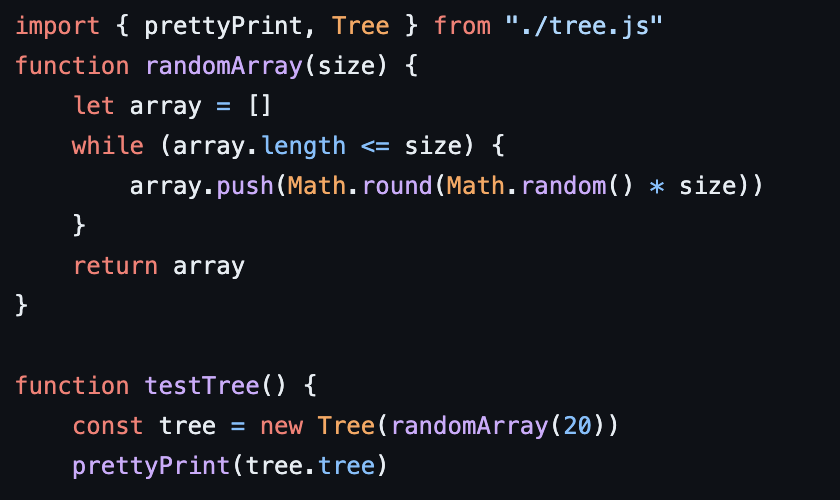 import { prettyPrint, Tree } from "./tree.js"
function randomArray(size) {
    let array = []
    while (array.length <= size) {
        array.push(Math.round(Math.random() * size))
    }
    return array
}

function testTree() {
    const tree = new Tree(randomArray(20))
    prettyPrint(tree.tree)